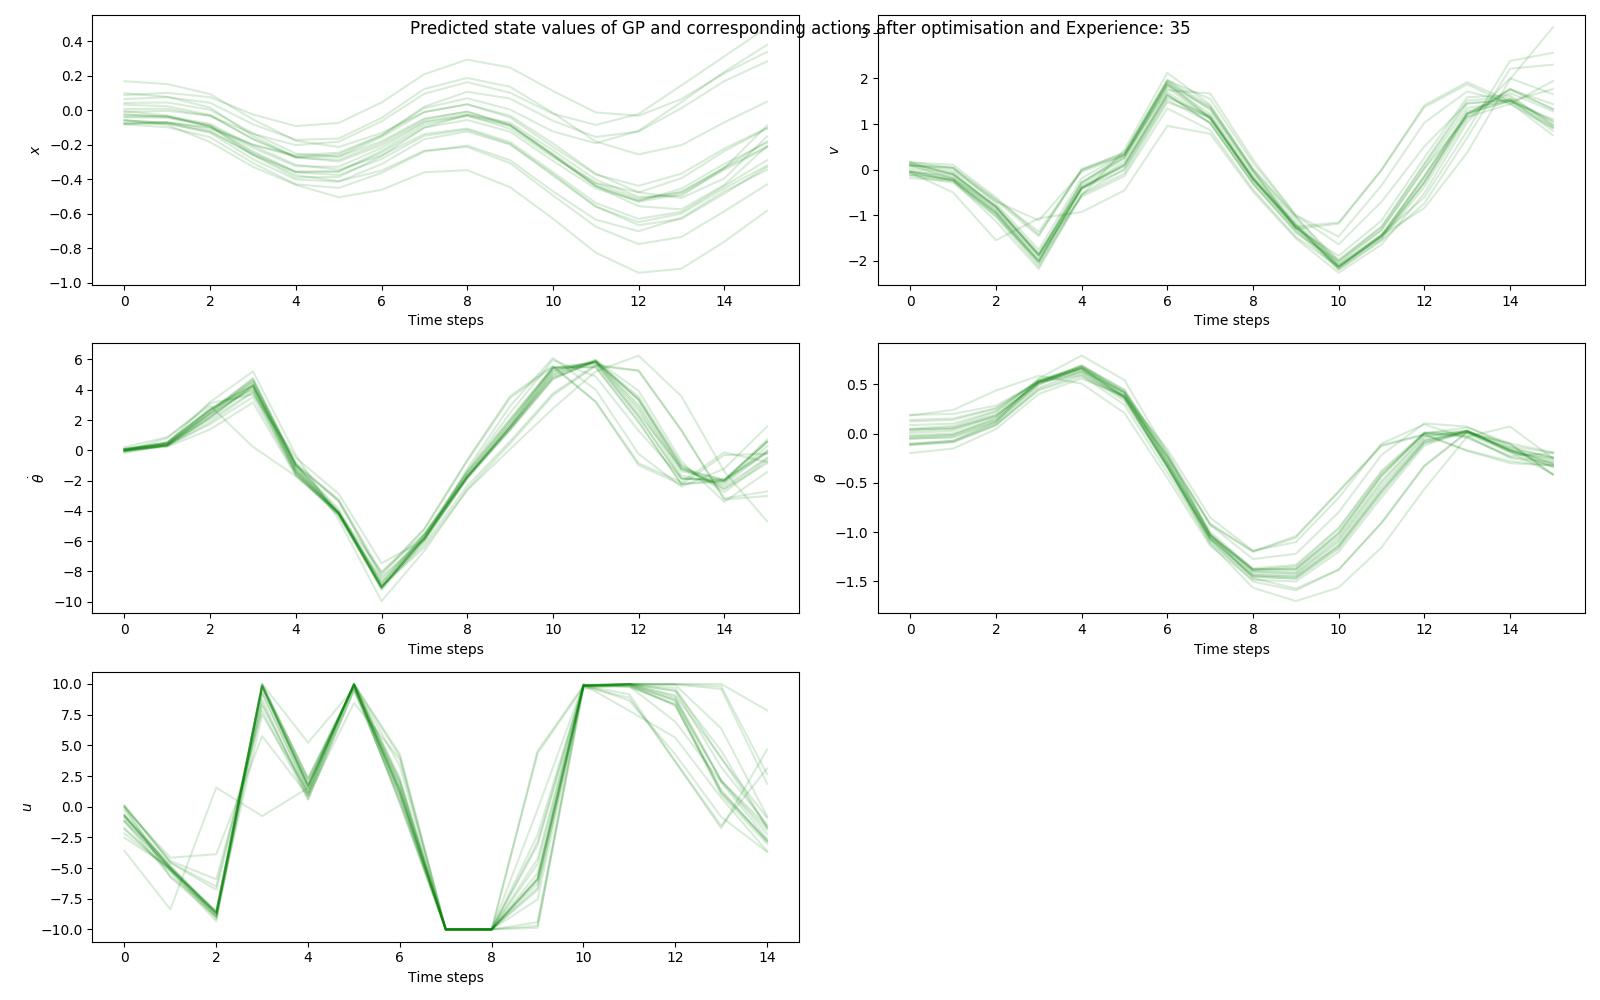 Predicted state values of GP and corresponding actions after optimisation and Experience: 35
0.4
0.2
0.0
−0.2
−0.4
−0.6
−0.8
−1.0
x
0 2 4 6 8 10 12 14
Time steps
3
2
1
0
−1
−2
v
0 2 4 6 8 10 12 14
Time steps
6
4
2
0
−2
−4
−6
−8
−10
θ̇
0 2 4 6 8 10 12 14
Time steps
0.5
0.0
−0.5
−1.0
−1.5
θ
0 2 4 6 8 10 12 14
Time steps
10.0
7.5
5.0
2.5
0.0
−2.5
−5.0
−7.5
−10.0
u
0 2 4 6 8 10 12 14
Time steps